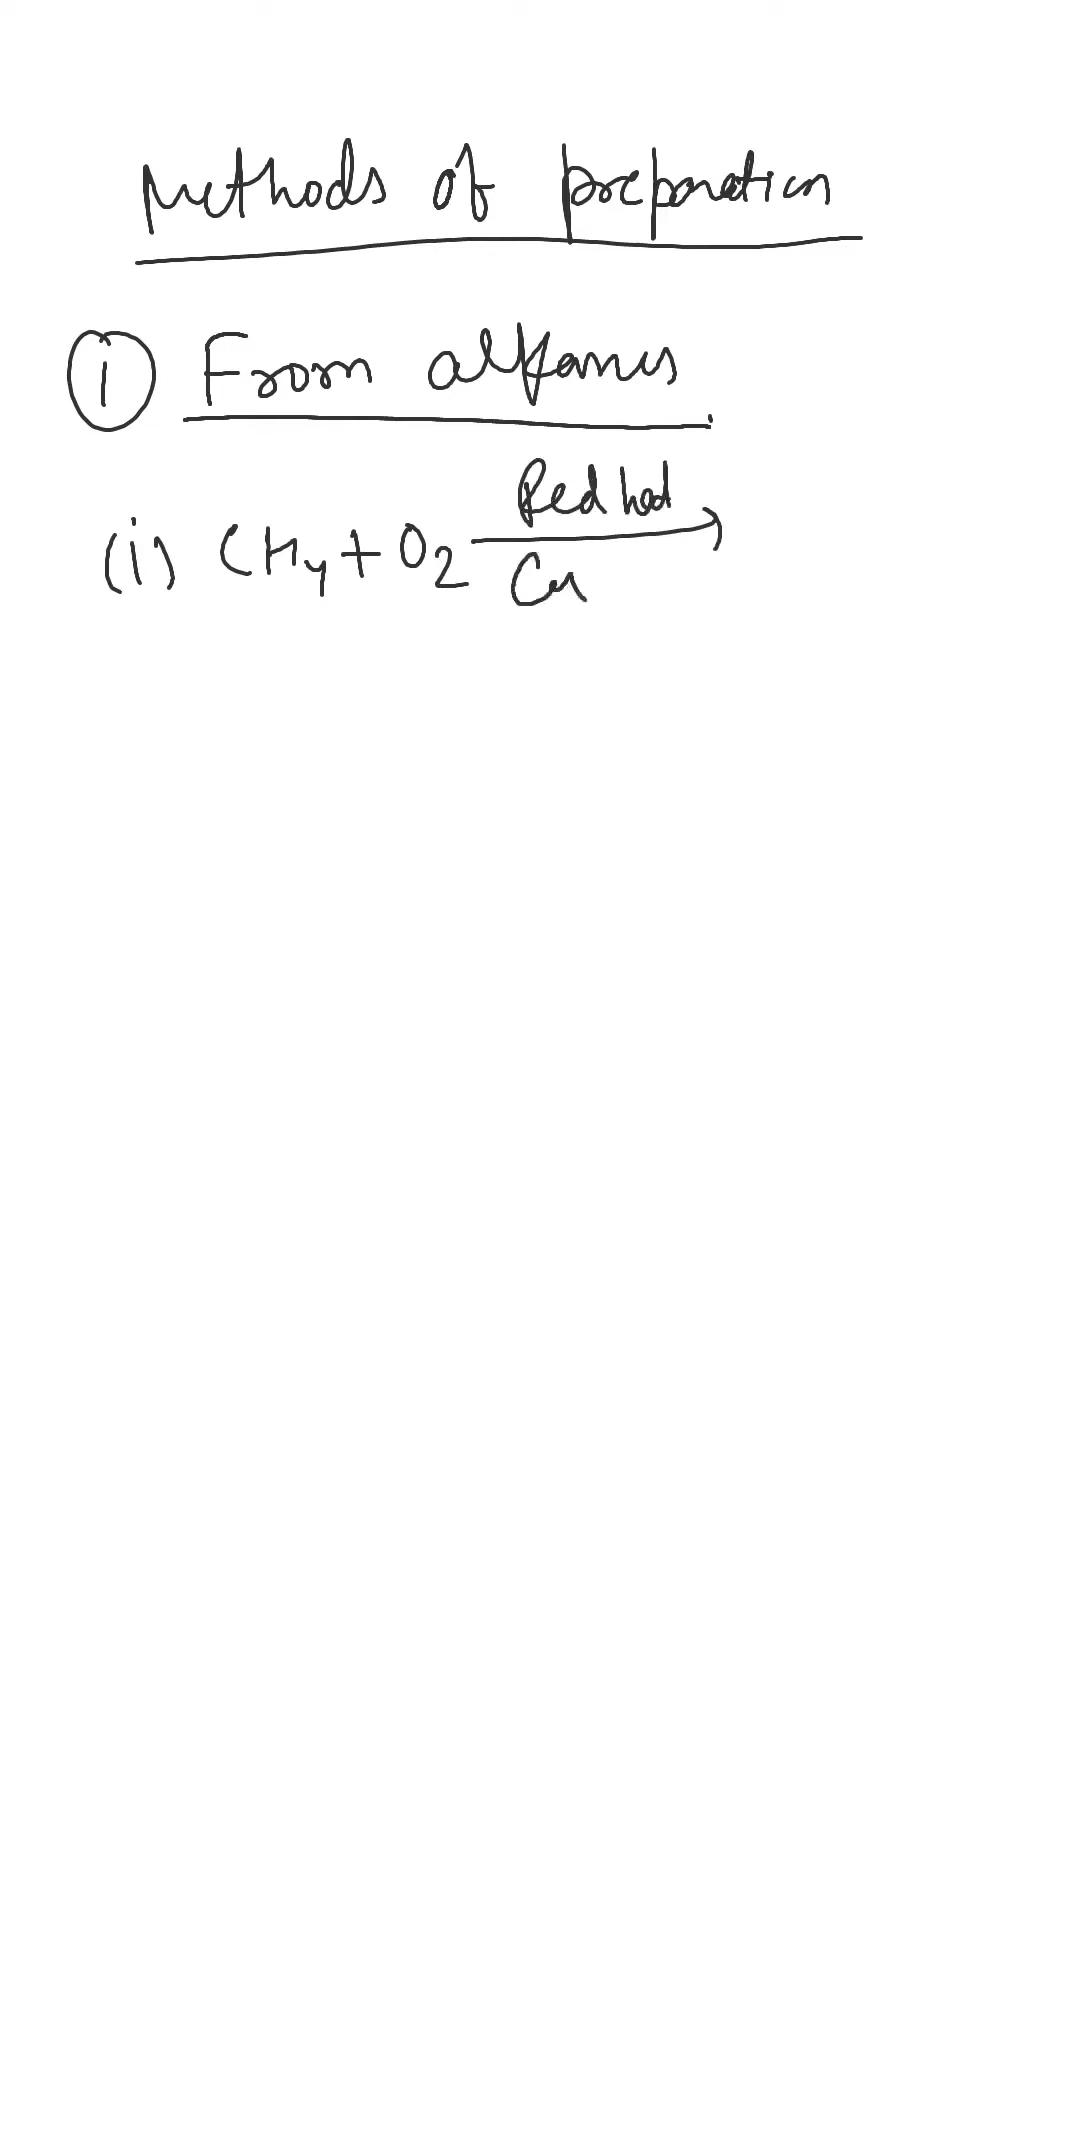 Methods of preparation
① From alkanes
(i) CH4 + O2 Red hot
Cu